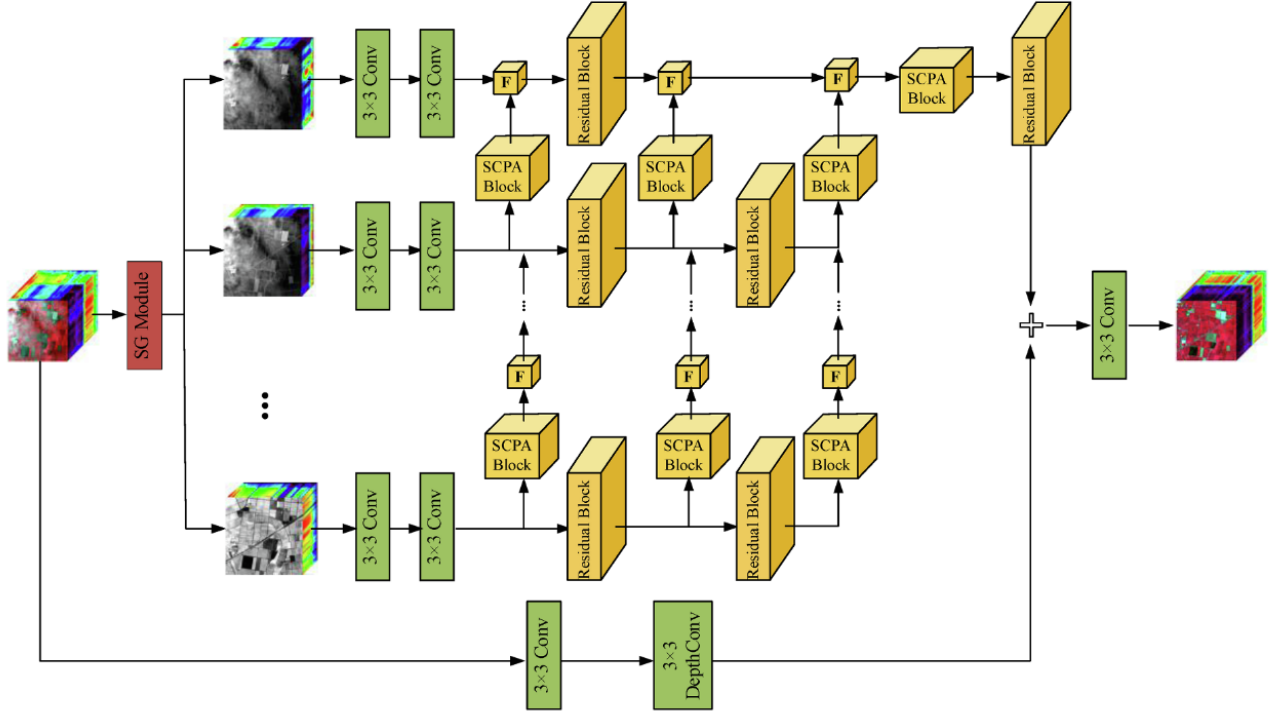 3×3 Conv
3×3 Conv
F
Residual Block
F
F
SCPA
Block
Residual Block
SCPA
Block
SCPA
Block
SCPA
Block
3×3 Conv
3×3 Conv
Residual Block
Residual Block
SG Module
3×3 Conv
F
F
F
SCPA
Block
SCPA
Block
SCPA
Block
3×3 Conv
3×3 Conv
Residual Block
Residual Block
3×3 Conv
3×3
DepthConv